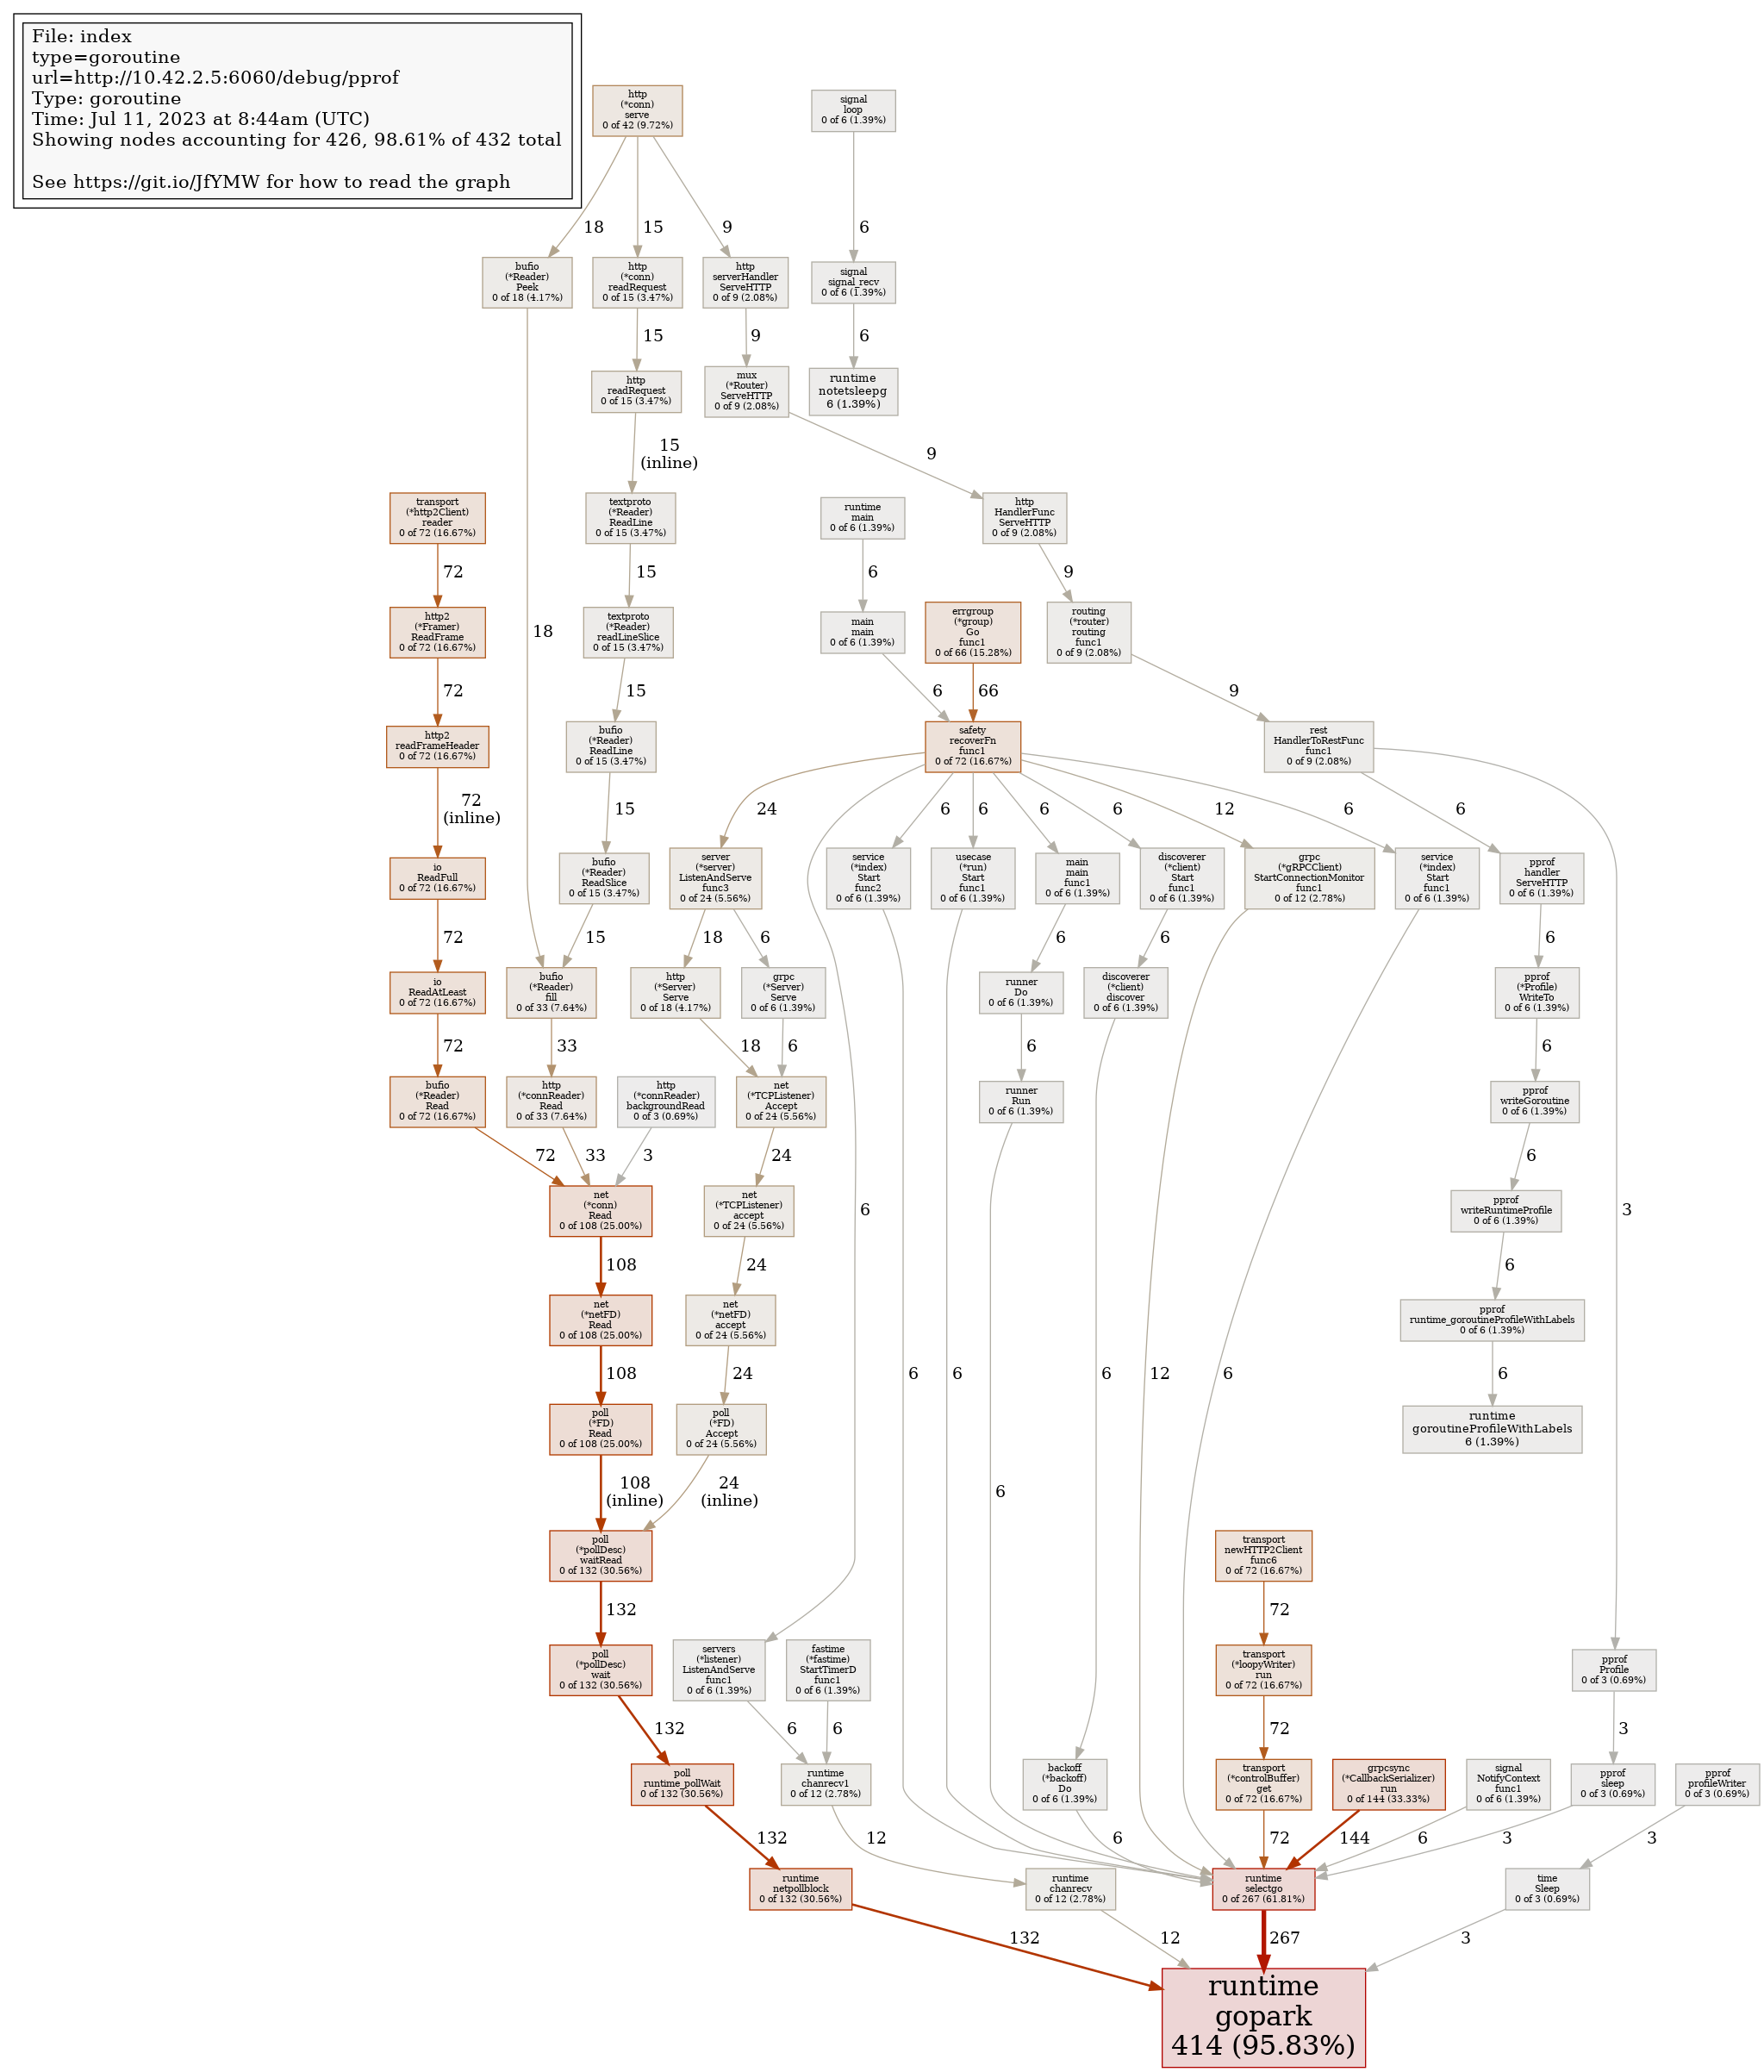 File: index
type=goroutine
url=http://10.42.2.5:6060/debug/pprof
Type: goroutine
Time: Jul 11, 2023 at 8:44am (UTC)
Showing nodes accounting for 426, 98.61% of 432 total
See https://git.io/JfYMW for how to read the graph
http
(*conn)
serve
0 of 42 (9.72%)
signal
loop
0 of 6 (1.39%)
18
15
9
6
bufio
(*Reader)
Peek
0 of 18 (4.17%)
http
(*conn)
readRequest
0 of 15 (3.47%)
http
serverHandler
ServeHTTP
0 of 9 (2.08%)
signal
signal_recv
0 of 6 (1.39%)
15
9
6
http
readRequest
0 of 15 (3.47%)
mux
(*Router)
ServeHTTP
0 of 9 (2.08%)
runtime
notetsleepg
6 (1.39%)
15
(inline)
9
transport
(*http2Client)
reader
0 of 72 (16.67%)
textproto
(*Reader)
ReadLine
0 of 15 (3.47%)
runtime
main
0 of 6 (1.39%)
http
HandlerFunc
ServeHTTP
0 of 9 (2.08%)
72
15
6
9
http2
(*Framer)
ReadFrame
0 of 72 (16.67%)
18
textproto
(*Reader)
readLineSlice
0 of 15 (3.47%)
main
main
0 of 6 (1.39%)
errgroup
(*group)
Go
func1
0 of 66 (15.28%)
routing
(*router)
routing
func1
0 of 9 (2.08%)
72
15
6
66
9
http2
readFrameHeader
0 of 72 (16.67%)
bufio
(*Reader)
ReadLine
0 of 15 (3.47%)
safety
recoverFn
func1
0 of 72 (16.67%)
rest
HandlerToRestFunc
func1
0 of 9 (2.08%)
72
(inline)
15
24
6
6
6
6
12
6
6
io
ReadFull
0 of 72 (16.67%)
bufio
(*Reader)
ReadSlice
0 of 15 (3.47%)
server
(*server)
ListenAndServe
func3
0 of 24 (5.56%)
service
(*index)
Start
func2
0 of 6 (1.39%)
usecase
(*run)
Start
func1
0 of 6 (1.39%)
main
main
func1
0 of 6 (1.39%)
discoverer
(*client)
Start
func1
0 of 6 (1.39%)
grpc
(*gRPCClient)
StartConnectionMonitor
func1
0 of 12 (2.78%)
service
(*index)
Start
func1
0 of 6 (1.39%)
pprof
handler
ServeHTTP
0 of 6 (1.39%)
72
15
18
6
6
6
6
io
ReadAtLeast
0 of 72 (16.67%)
bufio
(*Reader)
fill
0 of 33 (7.64%)
http
(*Server)
Serve
0 of 18 (4.17%)
grpc
(*Server)
Serve
0 of 6 (1.39%)
runner
Do
0 of 6 (1.39%)
discoverer
(*client)
discover
0 of 6 (1.39%)
pprof
(*Profile)
WriteTo
0 of 6 (1.39%)
72
33
18
6
6
6
bufio
(*Reader)
Read
0 of 72 (16.67%)
http
(*connReader)
Read
0 of 33 (7.64%)
http
(*connReader)
backgroundRead
0 of 3 (0.69%)
net
(*TCPListener)
Accept
0 of 24 (5.56%)
runner
Run
0 of 6 (1.39%)
pprof
writeGoroutine
0 of 6 (1.39%)
72
33
3
24
6
net
(*conn)
Read
0 of 108 (25.00%)
net
(*TCPListener)
accept
0 of 24 (5.56%)
6
pprof
writeRuntimeProfile
0 of 6 (1.39%)
3
108
24
6
net
(*netFD)
Read
0 of 108 (25.00%)
net
(*netFD)
accept
0 of 24 (5.56%)
pprof
runtime_goroutineProfileWithLabels
0 of 6 (1.39%)
108
24
6
6
6
12
6
6
poll
(*FD)
Read
0 of 108 (25.00%)
poll
(*FD)
Accept
0 of 24 (5.56%)
runtime
goroutineProfileWithLabels
6 (1.39%)
108
(inline)
24
(inline)
6
poll
(*pollDesc)
waitRead
0 of 132 (30.56%)
transport
newHTTP2Client
func6
0 of 72 (16.67%)
132
72
poll
(*pollDesc)
wait
0 of 132 (30.56%)
servers
(*listener)
ListenAndServe
func1
0 of 6 (1.39%)
fastime
(*fastime)
StartTimerD
func1
0 of 6 (1.39%)
transport
(*loopyWriter)
run
0 of 72 (16.67%)
pprof
Profile
0 of 3 (0.69%)
132
6
6
72
3
poll
runtime_pollWait
0 of 132 (30.56%)
runtime
chanrecv1
0 of 12 (2.78%)
backoff
(*backoff)
Do
0 of 6 (1.39%)
transport
(*controlBuffer)
get
0 of 72 (16.67%)
grpcsync
(*CallbackSerializer)
run
0 of 144 (33.33%)
signal
NotifyContext
func1
0 of 6 (1.39%)
pprof
sleep
0 of 3 (0.69%)
pprof
profileWriter
0 of 3 (0.69%)
132
12
6
72
144
6
3
3
runtime
netpollblock
0 of 132 (30.56%)
runtime
chanrecv
0 of 12 (2.78%)
runtime
selectgo
0 of 267 (61.81%)
time
Sleep
0 of 3 (0.69%)
132
12
267
3
runtime
gopark
414 (95.83%)